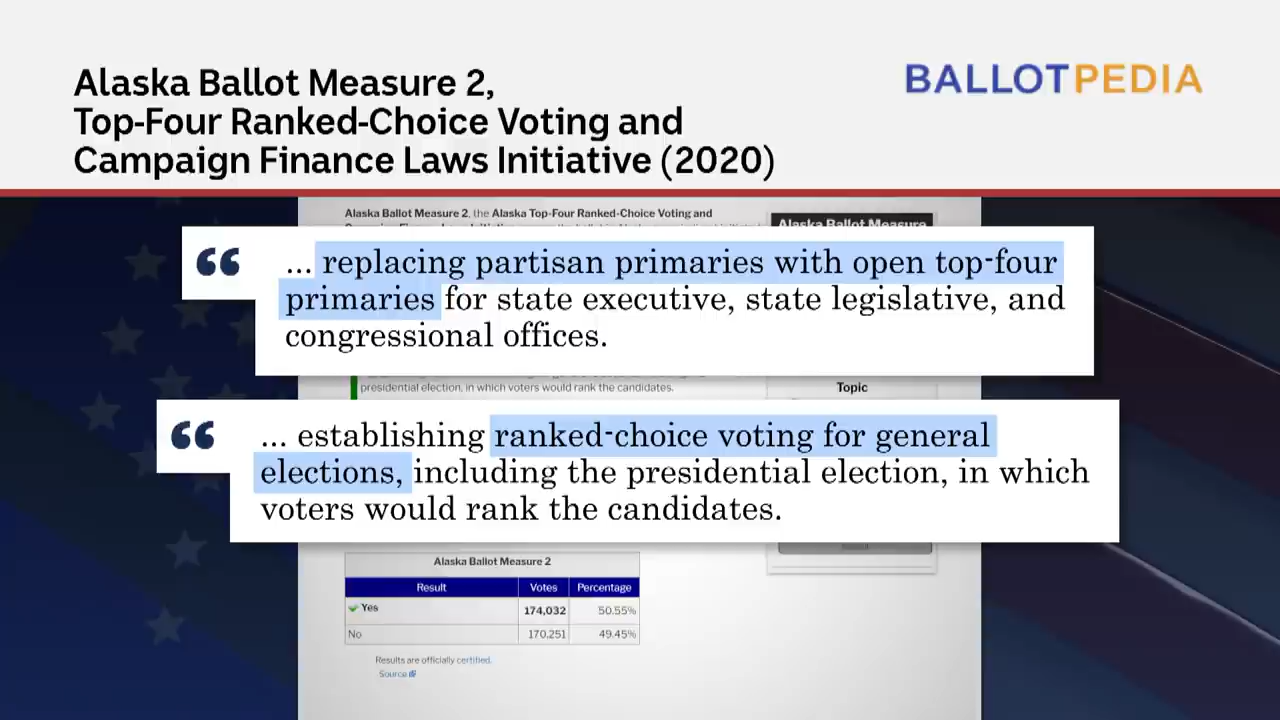 Alaska Ballot Measure 2,
Top-Four Ranked-Choice Voting and
Campaign Finance Laws Initiative (2020)
BALLOTPEDIA
Alaska Ballot Measure 2, the Alaska Top-Four Ranked-Choice Voting and
Alaska Ballot Measure
“
... replacing partisan primaries with open top-four
primaries for state executive, state legislative, and
congressional offices.
presidential election, in which voters would rank the candidates.
Topic
“
... establishing ranked-choice voting for general
elections, including the presidential election, in which
voters would rank the candidates.
Alaska Ballot Measure 2
Result Votes Percentage
Yes 174,032 50.55%
No 170,251 49.45%
Results are officially certified.
Source